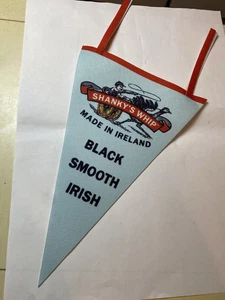 SHANKY'S WHIP
MADE IN IRELAND
BLACK
SMOOTH
IRISH